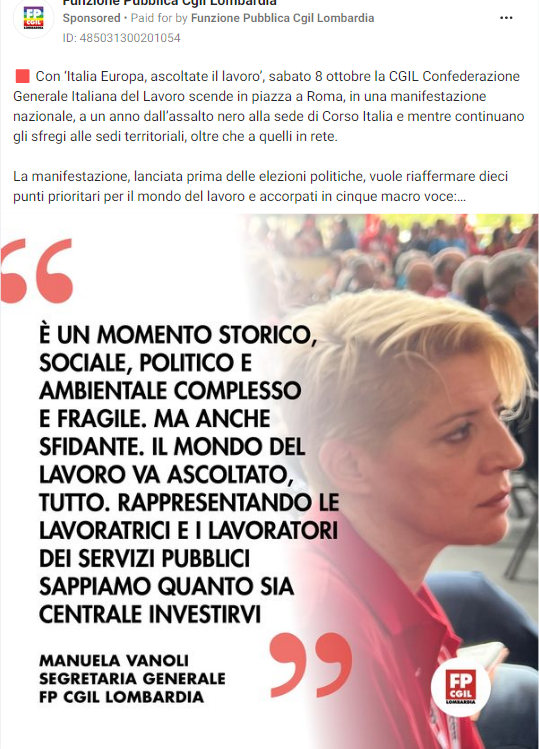 Funzione Pubblica Cgil Lombardia
Sponsored • Paid for by Funzione Pubblica Cgil Lombardia
ID: 485031300201054
Con ‘Italia Europa, ascoltate il lavoro’, sabato 8 ottobre la CGIL Confederazione
Generale Italiana del Lavoro scende in piazza a Roma, in una manifestazione
nazionale, a un anno dall’assalto nero alla sede di Corso Italia e mentre continuano
gli sfregi alle sedi territoriali, oltre che a quelli in rete.
La manifestazione, lanciata prima delle elezioni politiche, vuole riaffermare dieci
punti prioritari per il mondo del lavoro e accorpati in cinque macro voce:...
“
È UN MOMENTO STORICO,
SOCIALE, POLITICO E
AMBIENTALE COMPLESSO
E FRAGILE. MA ANCHE
SFIDANTE. IL MONDO DEL
LAVORO VA ASCOLTATO,
TUTTO. RAPPRESENTANDO LE
LAVORATRICI E I LAVORATORI
DEI SERVIZI PUBBLICI
SAPPIAMO QUANTO SIA
CENTRALE INVESTIRVI
”
MANUELA VANOLI
SEGRETARIA GENERALE
FP CGIL LOMBARDIA
FP
CGIL
LOMBARDIA